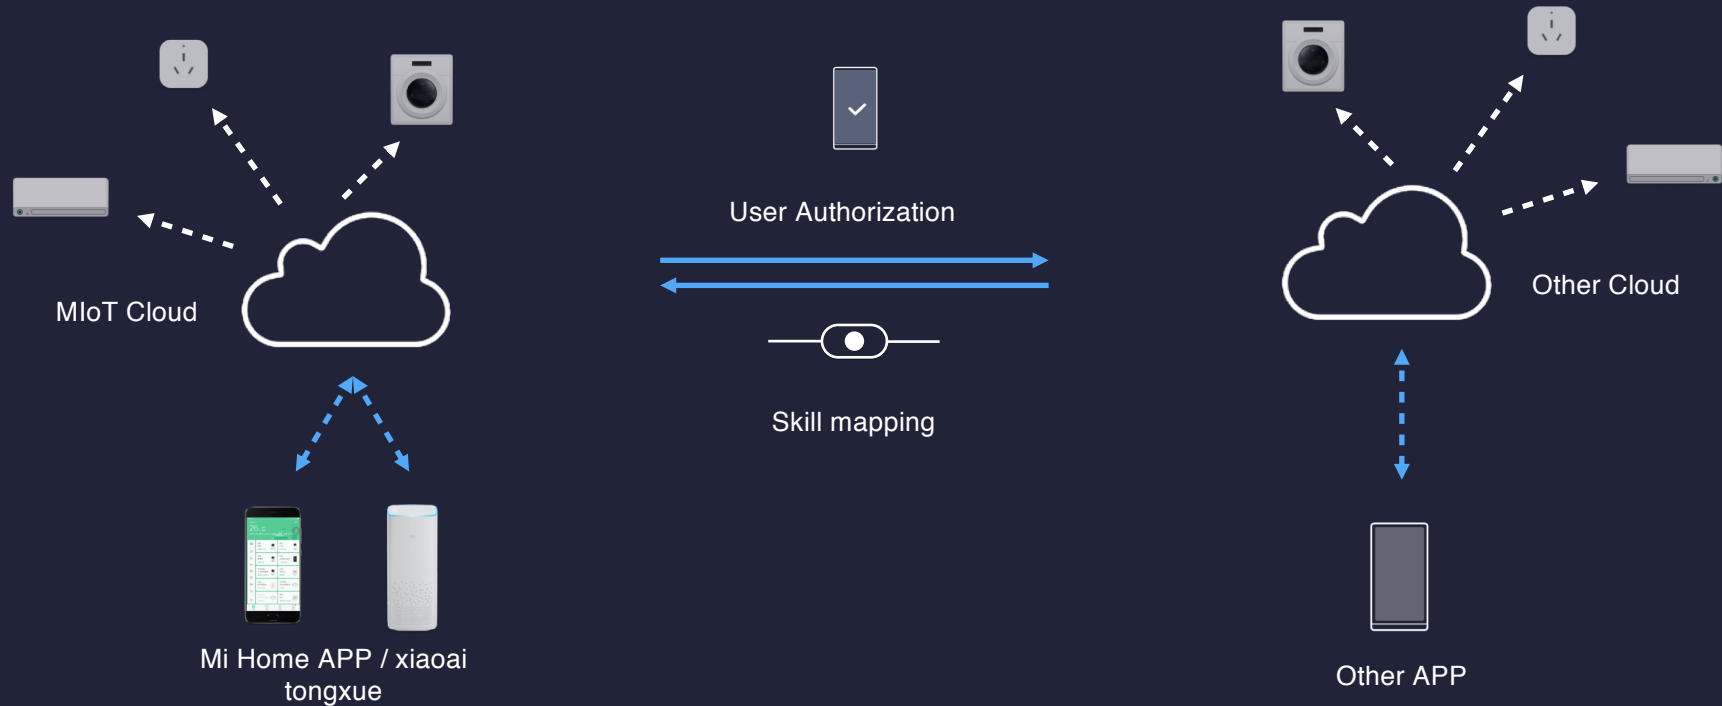 User Authorization
MIoT Cloud
Other Cloud
Skill mapping
Mi Home APP / xiaoai
tongxue
Other APP